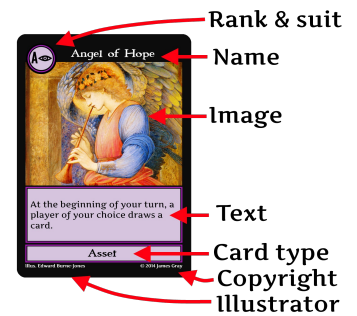 Rank & suit
A
Angel of Hope
Name
Image
At the beginning of your turn, a
player of your choice draws a
card.
Text
Asset
Card type
Illus. Edward Burne Jones
© 2014 James Gray
Copyright
Illustrator